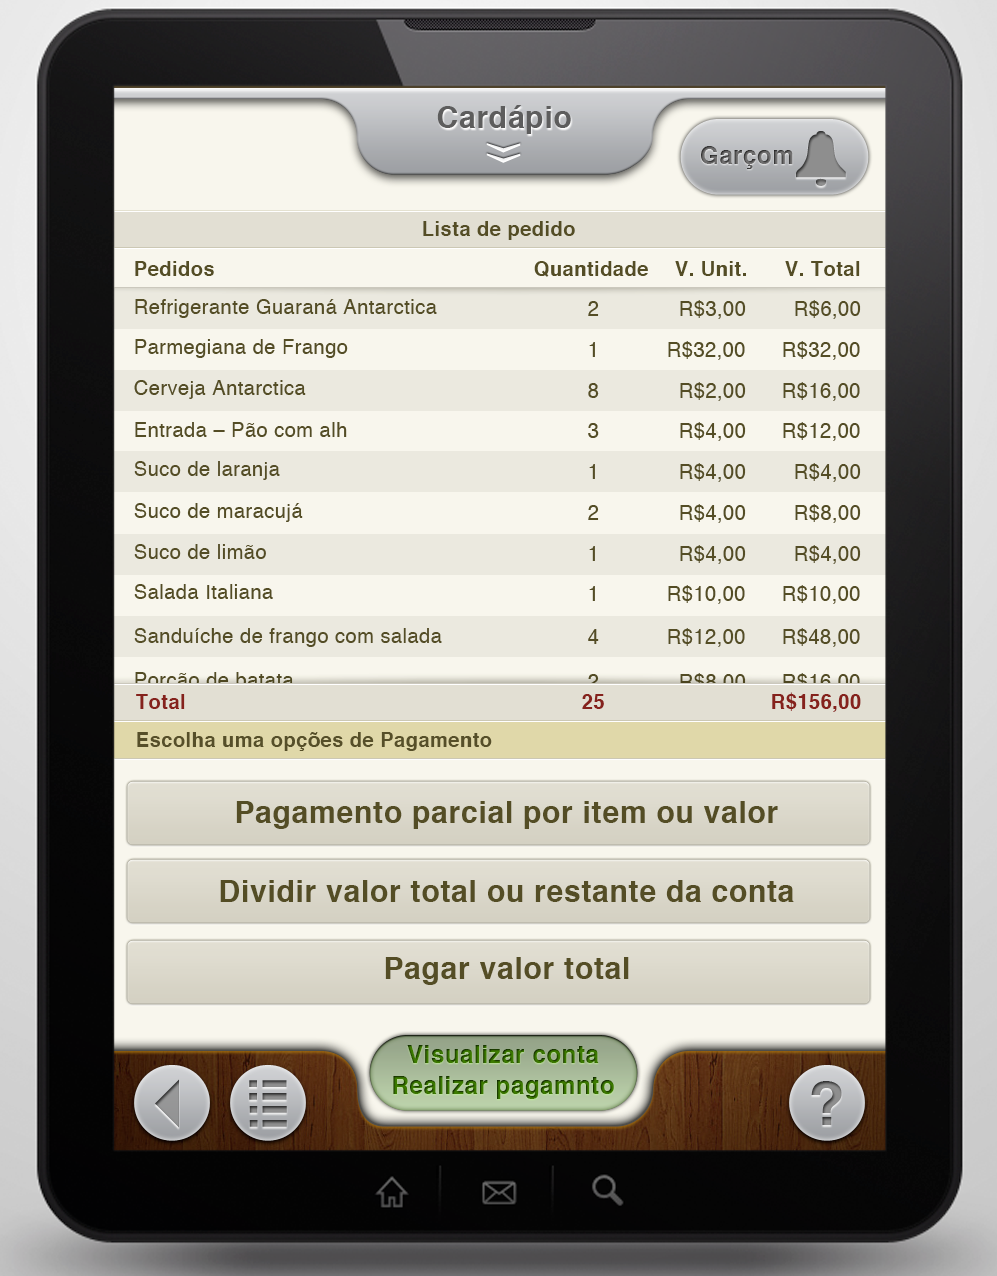 Cardápio
Garçom
Lista de pedido
Pedidos Quantidade V. Unit. V. Total
Refrigerante Guaraná Antarctica 2 R$3,00 R$6,00
Parmegiana de Frango 1 R$32,00 R$32,00
Cerveja Antarctica 8 R$2,00 R$16,00
Entrada – Pão com alh 3 R$4,00 R$12,00
Suco de laranja 1 R$4,00 R$4,00
Suco de maracujá 2 R$4,00 R$8,00
Suco de limão 1 R$4,00 R$4,00
Salada Italiana 1 R$10,00 R$10,00
Sanduíche de frango com salada 4 R$12,00 R$48,00
Porção de batata 2 R$8,00 R$16,00
Total 25 R$156,00
Escolha uma opções de Pagamento
Pagamento parcial por item ou valor
Dividir valor total ou restante da conta
Pagar valor total
Visualizar conta
Realizar pagamnto
?